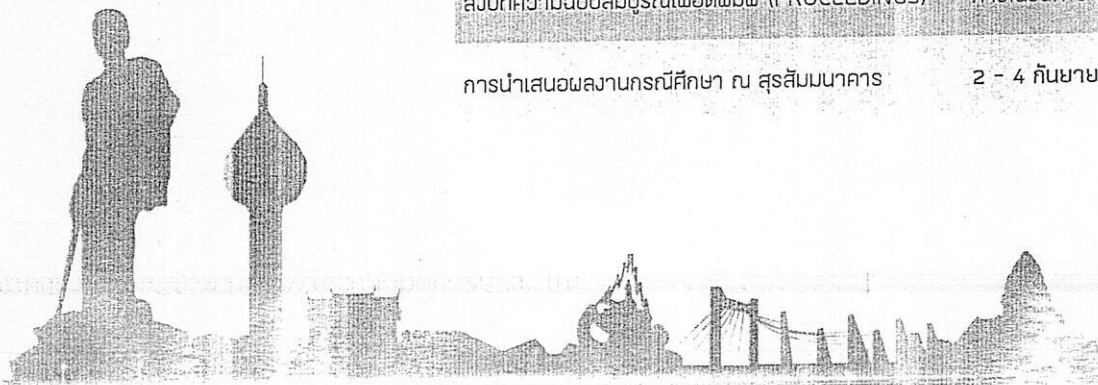 ส่งบทความฉบับสมบูรณ์เพื่อตีพิมพ์ (PROCEEDINGS)
การนำเสนอผลงานกรณีศึกษา ณ สุรสัมมนาคาร 2 - 4 กันยาย